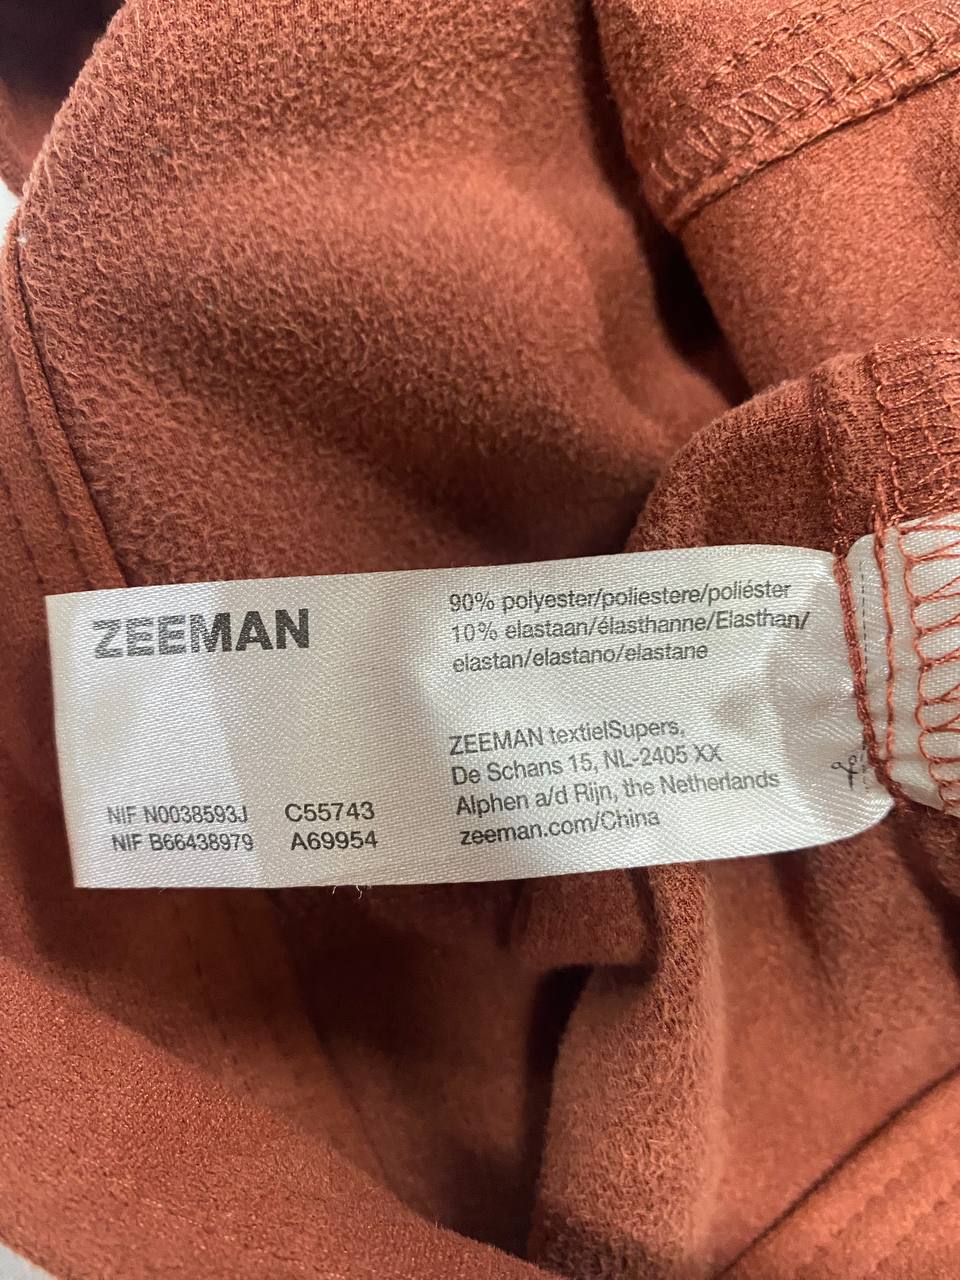 ZEEMAN
90% polyester/poliestere/poliéster
10% elastaan/élasthanne/Elasthan/
elastan/elastano/elastane
ZEEMAN textielSupers,
De Schans 15, NL-2405 XX
Alphen a/d Rijn, the Netherlands
zeeman.com/China
NIF N0038593J C55743
NIF B66438979 A69954